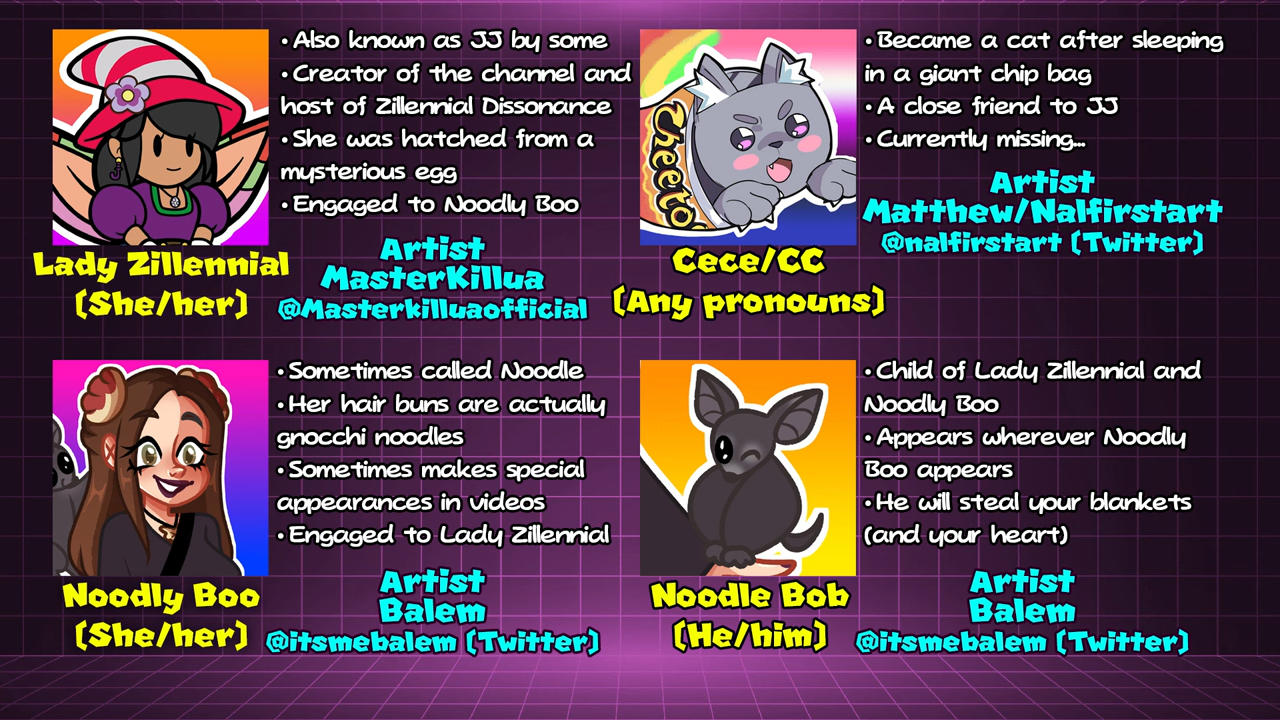 • Also known as JJ by some
• Creator of the channel and
host of Zillennial Dissonance
• She was hatched from a
mysterious egg
• Engaged to Noodly Boo
Artist
MasterKillua
@Masterkilluaofficial
Lady Zillennial
(She/her)
Cheeto
• Became a cat after sleeping
in a giant chip bag
• A close friend to JJ
• Currently missing...
Artist
Matthew/Nalfirstart
@nalfirstart (Twitter)
Cece/CC
(Any pronouns)
• Sometimes called Noodle
• Her hair buns are actually
gnocchi noodles
• Sometimes makes special
appearances in videos
• Engaged to Lady Zillennial
Artist
Balem
@itsmebalem (Twitter)
Noodly Boo
(She/her)
• Child of Lady Zillennial and
Noodly Boo
• Appears wherever Noodly
Boo appears
• He will steal your blankets
(and your heart)
Artist
Balem
@itsmebalem (Twitter)
Noodle Bob
(He/him)